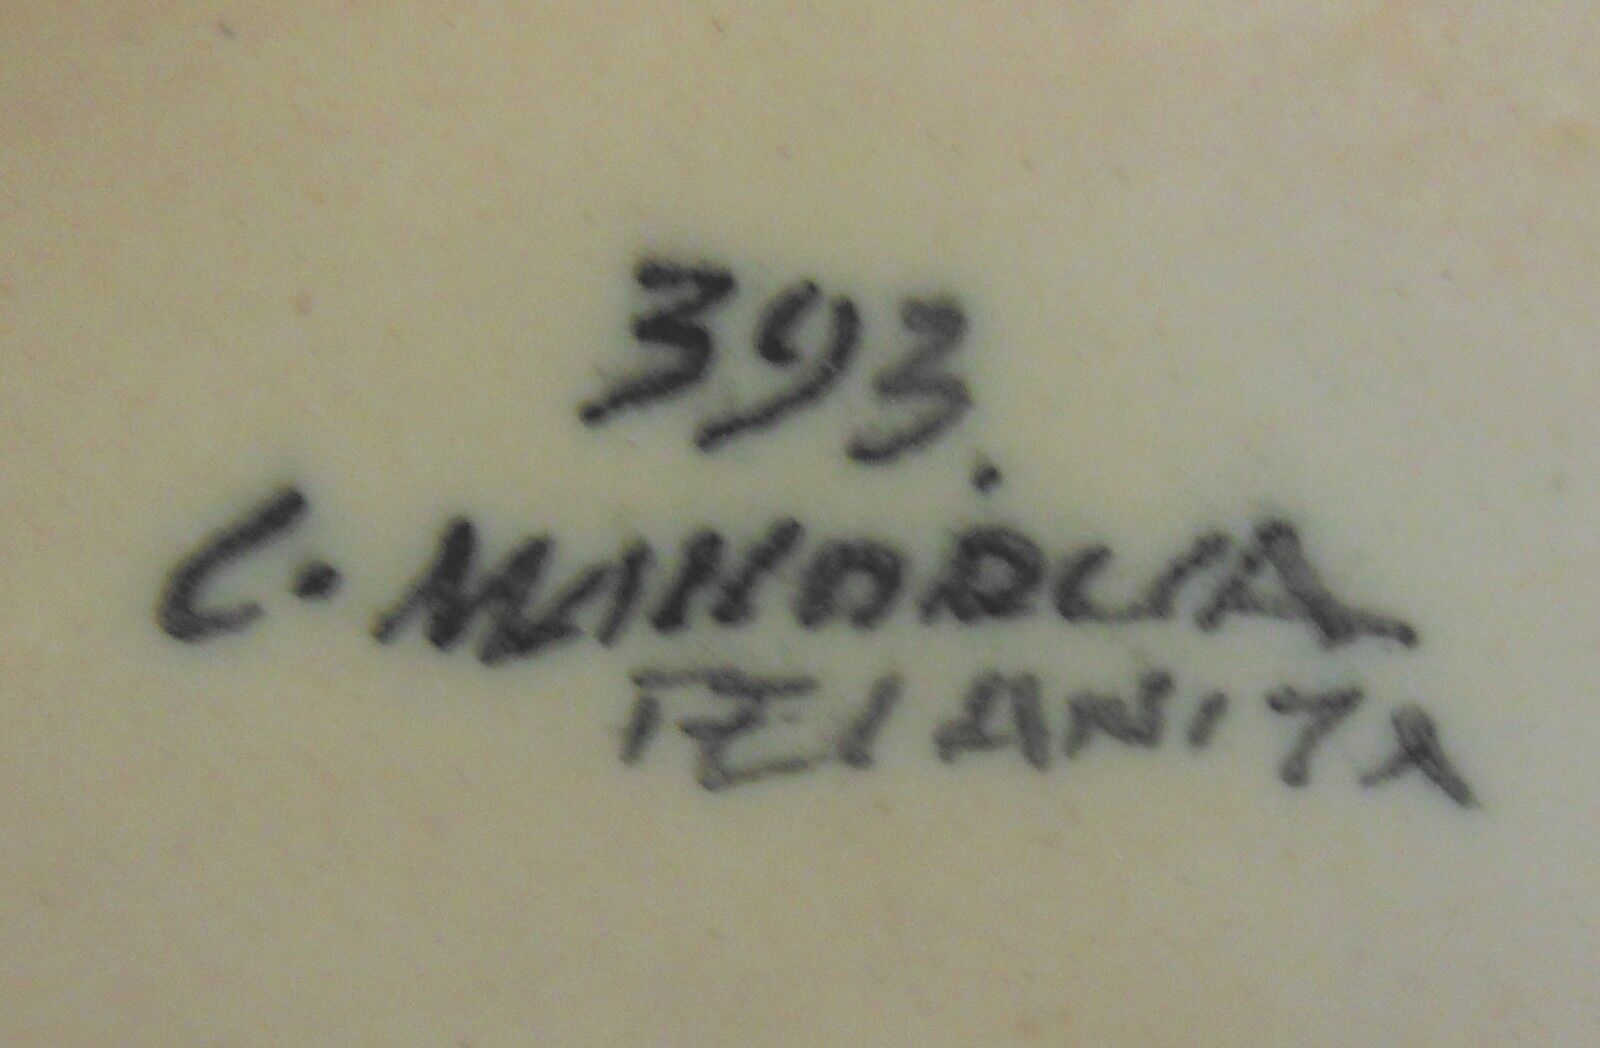 393.
C.
FELANITX